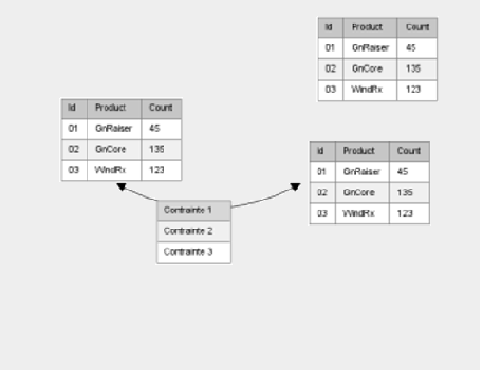 Id Product Count
01 GnRaiser 45
02 GnCore 135
03 WindRx 123
Id Product Count
01 GnRaiser 45
02 GnCore 135
03 WindRx 123
Id Product Count
01 GnRaiser 45
02 GnCore 135
03 WindRx 123
Contrainte 1
Contrainte 2
Contrainte 3